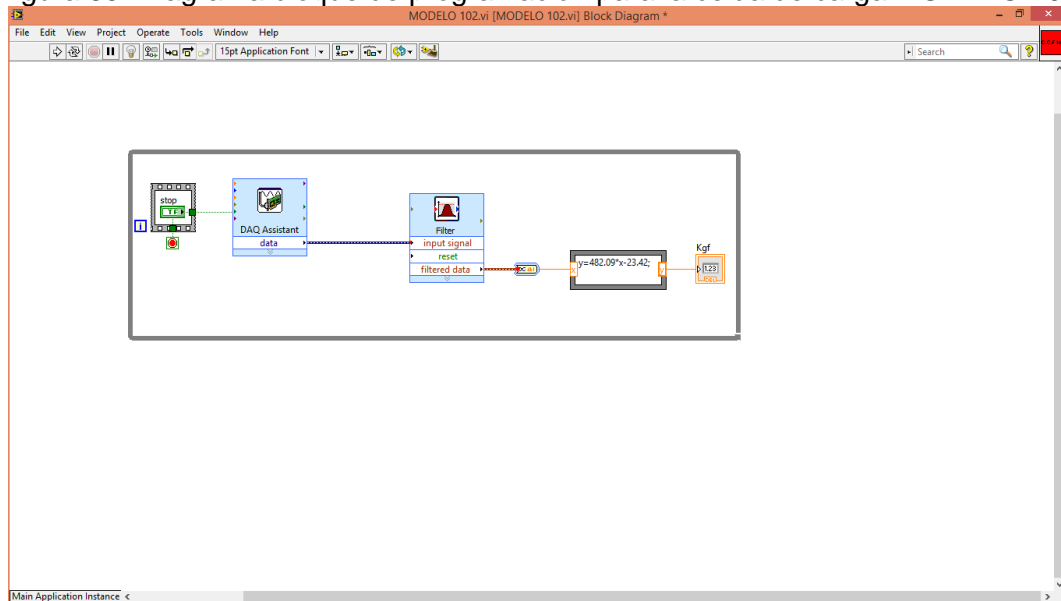 MODELO 102.vi [MODELO 102.vi] Block Diagram *
File Edit View Project Operate Tools Window Help
15pt Application Font
Search
stop
TF
i
DAQ Assistant
data
Filter
input signal
reset
filtered data
x
y=482.09*x-23.42;
y
Kgf
1.23
Main Application Instance